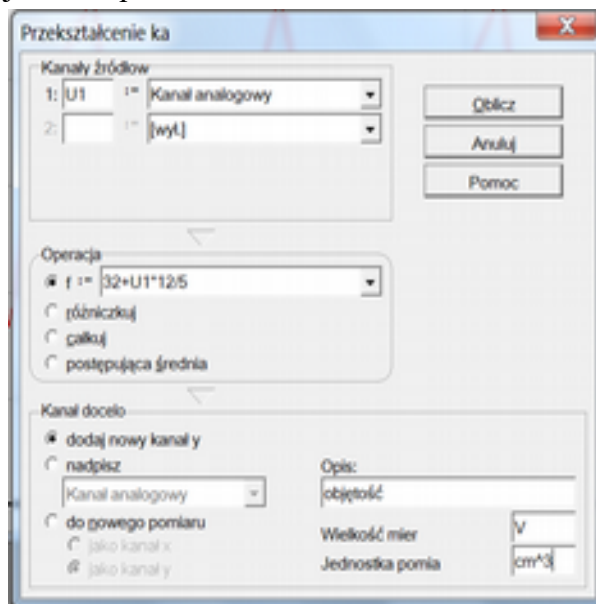 Przekształcenie ka
Kanały źródłow
1: U1 := Kanał analogowy
2: := [wył.]
Oblicz
Anuluj
Pomoc
Operacja
f := 32+U1*12/5
różniczkuj
całkuj
postępująca średnia
Kanał docelo
dodaj nowy kanał y
nadpisz
Kanał analogowy
do nowego pomiaru
jako kanał x
jako kanał y
Opis:
objętość
Wielkość mier V
Jednostka pomia cm^3